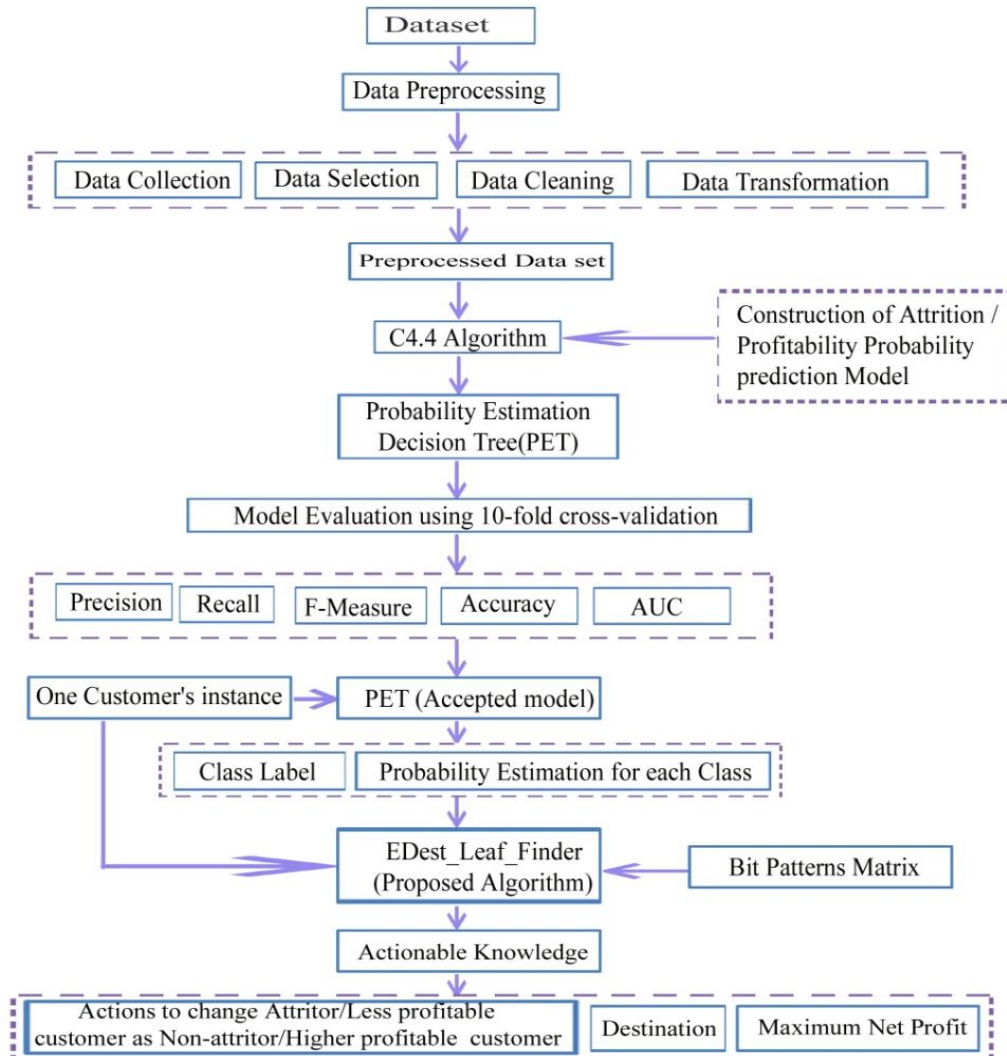 Dataset
Data Preprocessing
Data Collection
Data Selection
Data Cleaning
Data Transformation
Preprocessed Data set
C4.4 Algorithm
Construction of Attrition /
Profitability Probability
prediction Model
Probability Estimation
Decision Tree(PET)
Model Evaluation using 10-fold cross-validation
Precision
Recall
F-Measure
Accuracy
AUC
One Customer's instance
PET (Accepted model)
Class Label
Probability Estimation for each Class
EDest_Leaf_Finder
(Proposed Algorithm)
Bit Patterns Matrix
Actionable Knowledge
Actions to change Attritor/Less profitable
customer as Non-attritor/Higher profitable customer
Destination
Maximum Net Profit